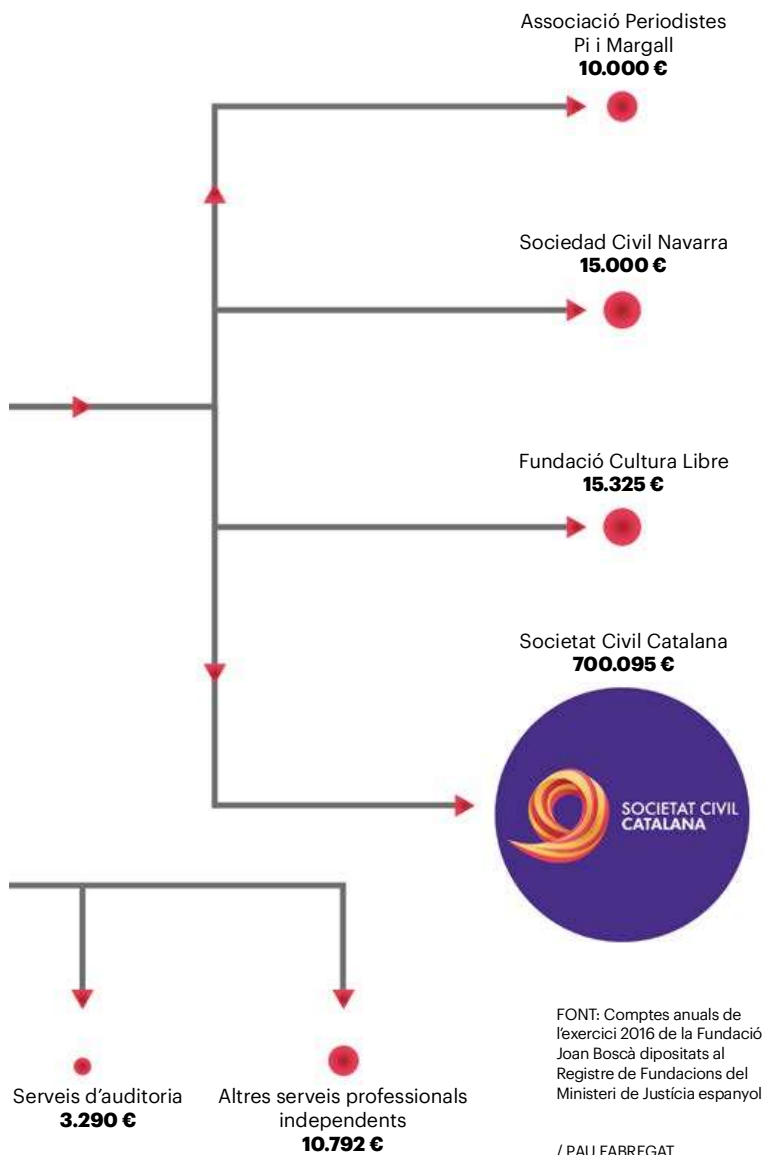 Associació Periodistes
Pi i Margall
10.000 €
Sociedad Civil Navarra
15.000 €
Fundació Cultura Libre
15.325 €
Societat Civil Catalana
700.095 €
SOCIETAT CIVIL
CATALANA
Serveis d’auditoria
3.290 €
Altres serveis professionals
independents
10.792 €
FONT: Comptes anuals de
l’exercici 2016 de la Fundació
Joan Boscà dipositats al
Registre de Fundacions del
Ministeri de Justícia espanyol
/ PAU FABREGAT